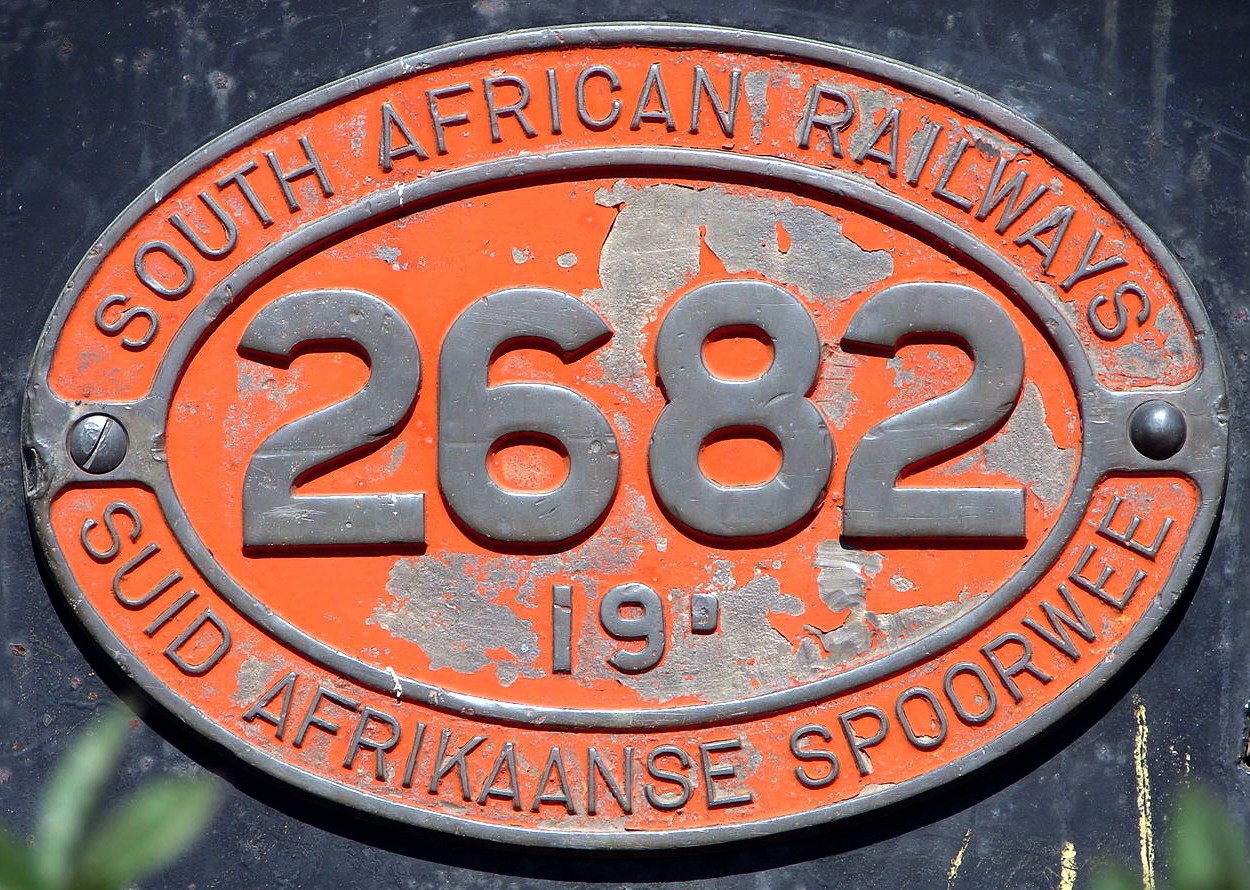 SOUTH AFRICAN RAILWAYS
2682
19D
SUID AFRIKAANSE SPOORWEE